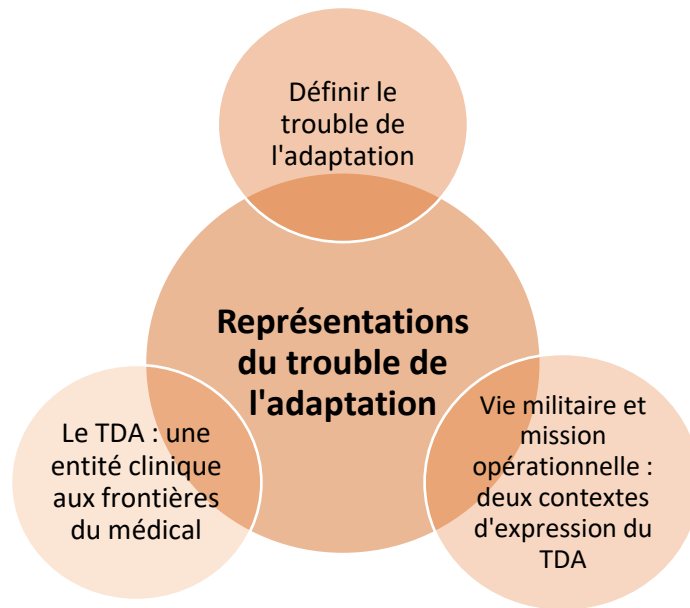 Définir le
trouble de
l'adaptation
Représentations
du trouble de
l'adaptation
Le TDA : une
entité clinique
aux frontières
du médical
Vie militaire et
mission
opérationnelle :
deux contextes
d'expression du
TDA